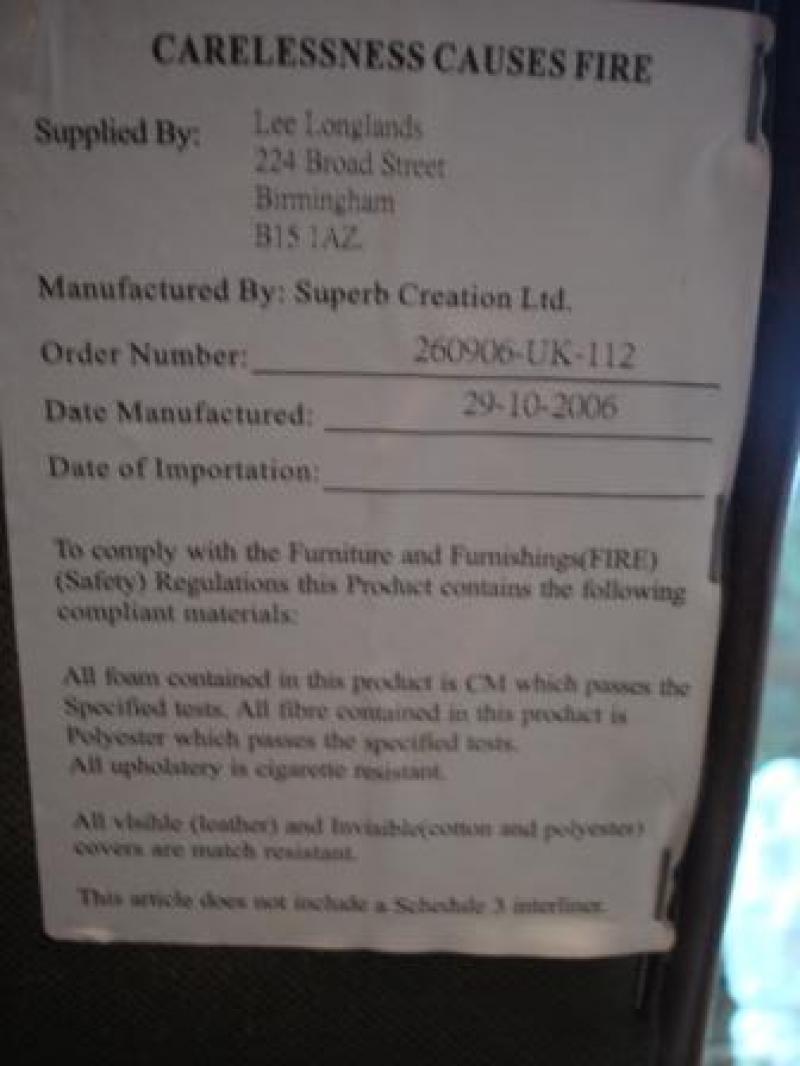 CARELESSNESS CAUSES FIRE
Supplied By: Lee Longlands
224 Broad Street
Birmingham
B15 1AZ.
Manufactured By: Superb Creation Ltd.
Order Number: 260906-UK-112
Date Manufactured: 29-10-2006
Date of Importation:
To comply with the Furniture and Furnishings(FIRE)
(Safety) Regulations this Product contains the following
compliant materials:
All foam contained in this product is CM which passes the
Specified tests. All fibre contained in this product is
Polyester which passes the specified tests.
All upholstery is cigarette resistant.
All visible (leather) and Invisible(cotton and polyester)
covers are match resistant.
This article does not include a Schedule 3 interliner.